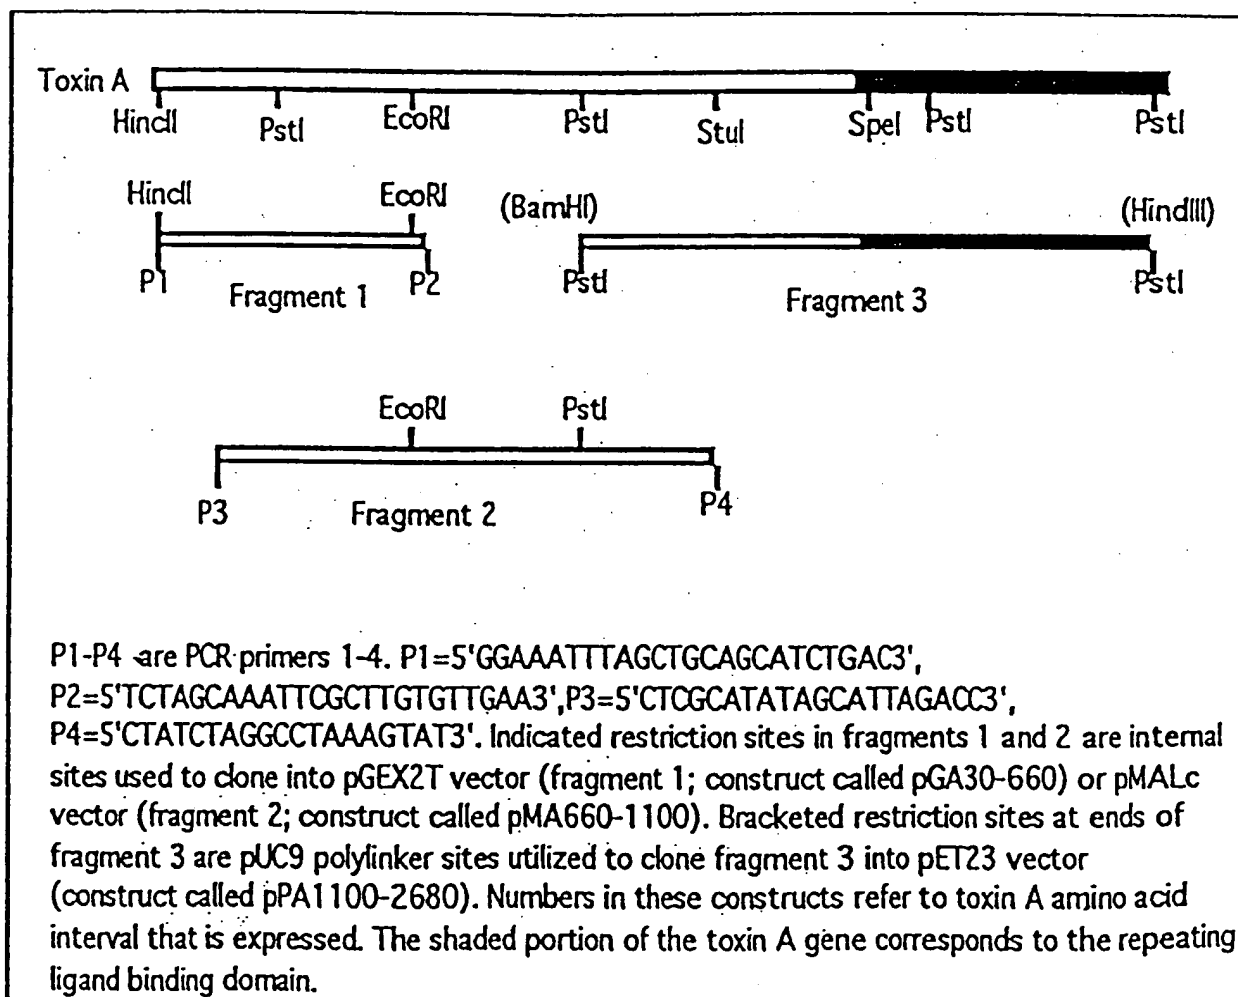 Toxin A
HincII PstI EcoRI PstI StuI SpeI PstI PstI
HincII EcoRI (BamHI) (HindIII)
P1 Fragment 1 P2 PstI Fragment 3 PstI
EcoRI PstI
P3 Fragment 2 P4
P1-P4 are PCR primers 1-4. P1=5'GGAAATTTAGCTGCAGCATCTGAC3',
P2=5'TCTAGCAAATTCGCTTGTGTTGAA3',P3=5'CTCGCATATAGCATTAGACC3',
P4=5'CTATCTAGGCCTAAAGTAT3'. Indicated restriction sites in fragments 1 and 2 are internal
sites used to clone into pGEX2T vector (fragment 1; construct called pGA30-660) or pMALc
vector (fragment 2; construct called pMA660-1100). Bracketed restriction sites at ends of
fragment 3 are pUC9 polylinker sites utilized to clone fragment 3 into pET23 vector
(construct called pPA1100-2680). Numbers in these constructs refer to toxin A amino acid
interval that is expressed. The shaded portion of the toxin A gene corresponds to the repeating
ligand binding domain.